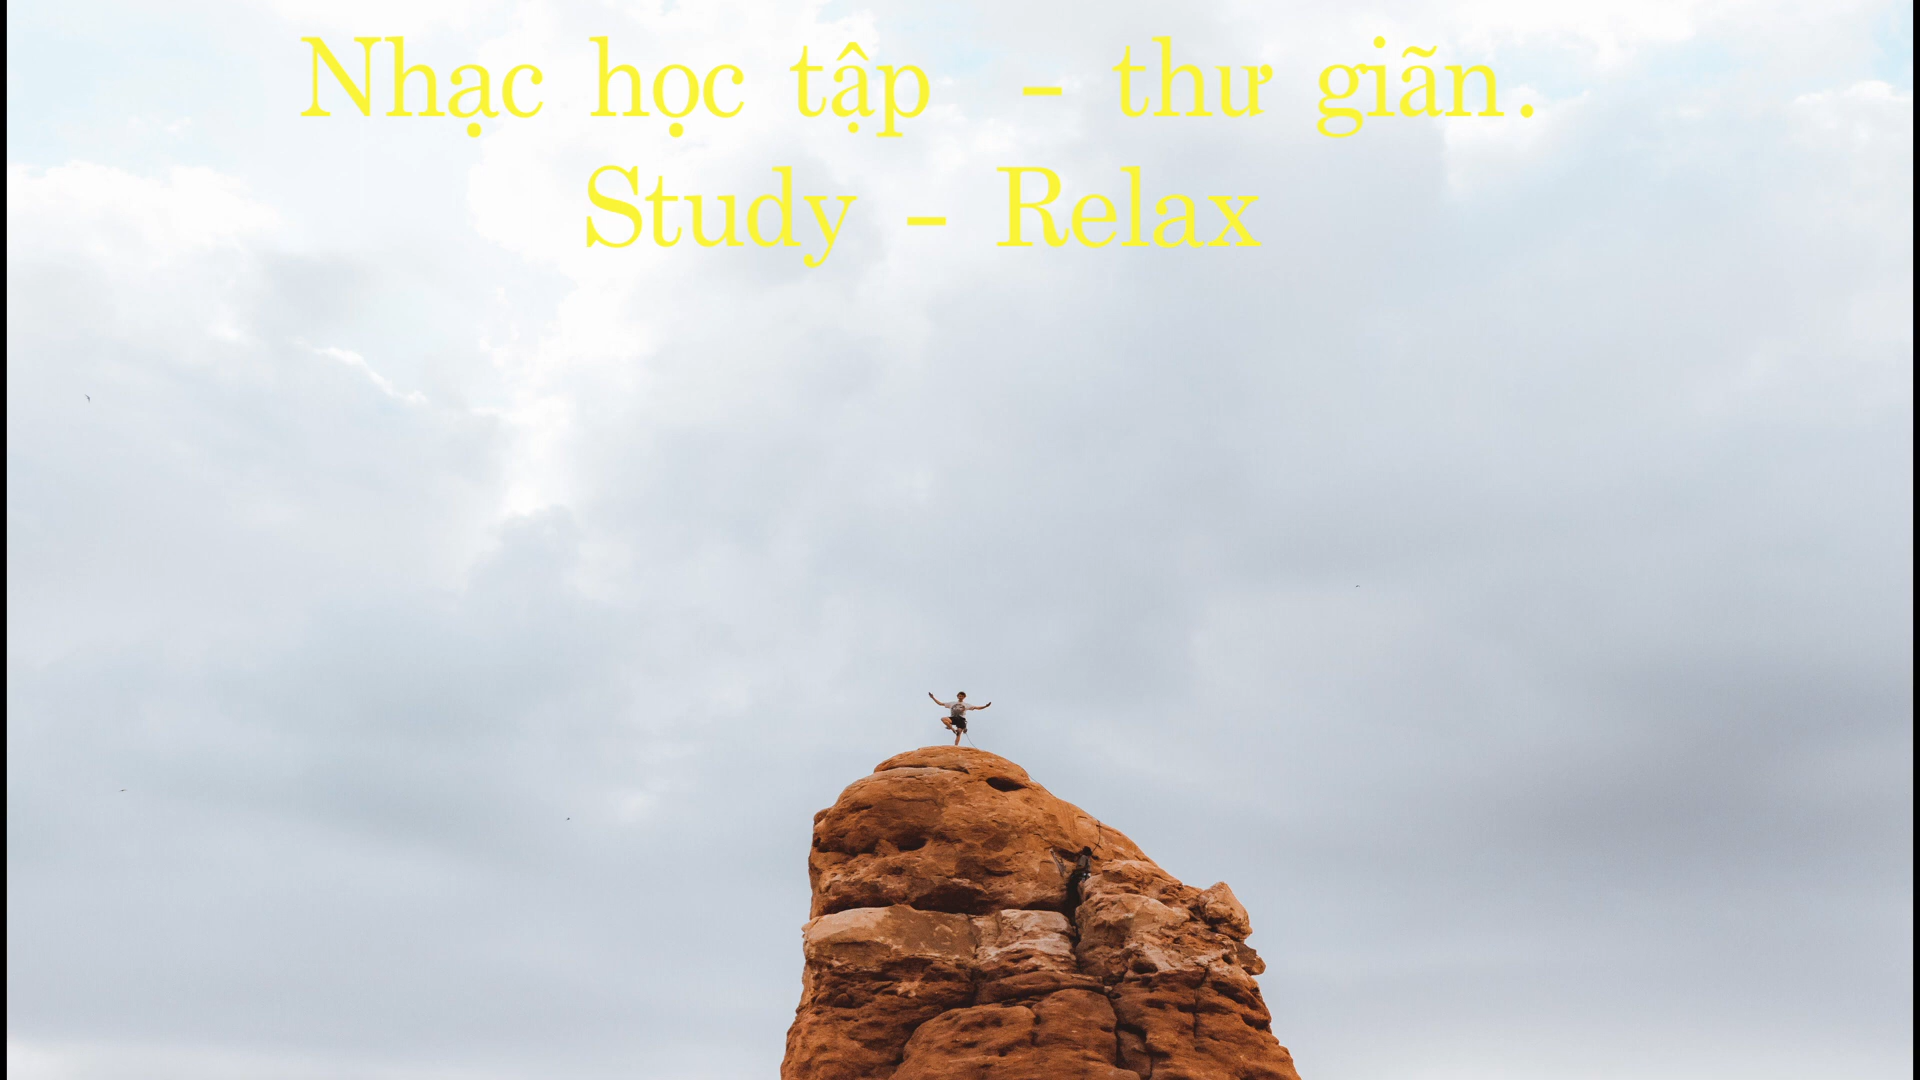 Nhạc học tập - thư giãn.
Study - Relax